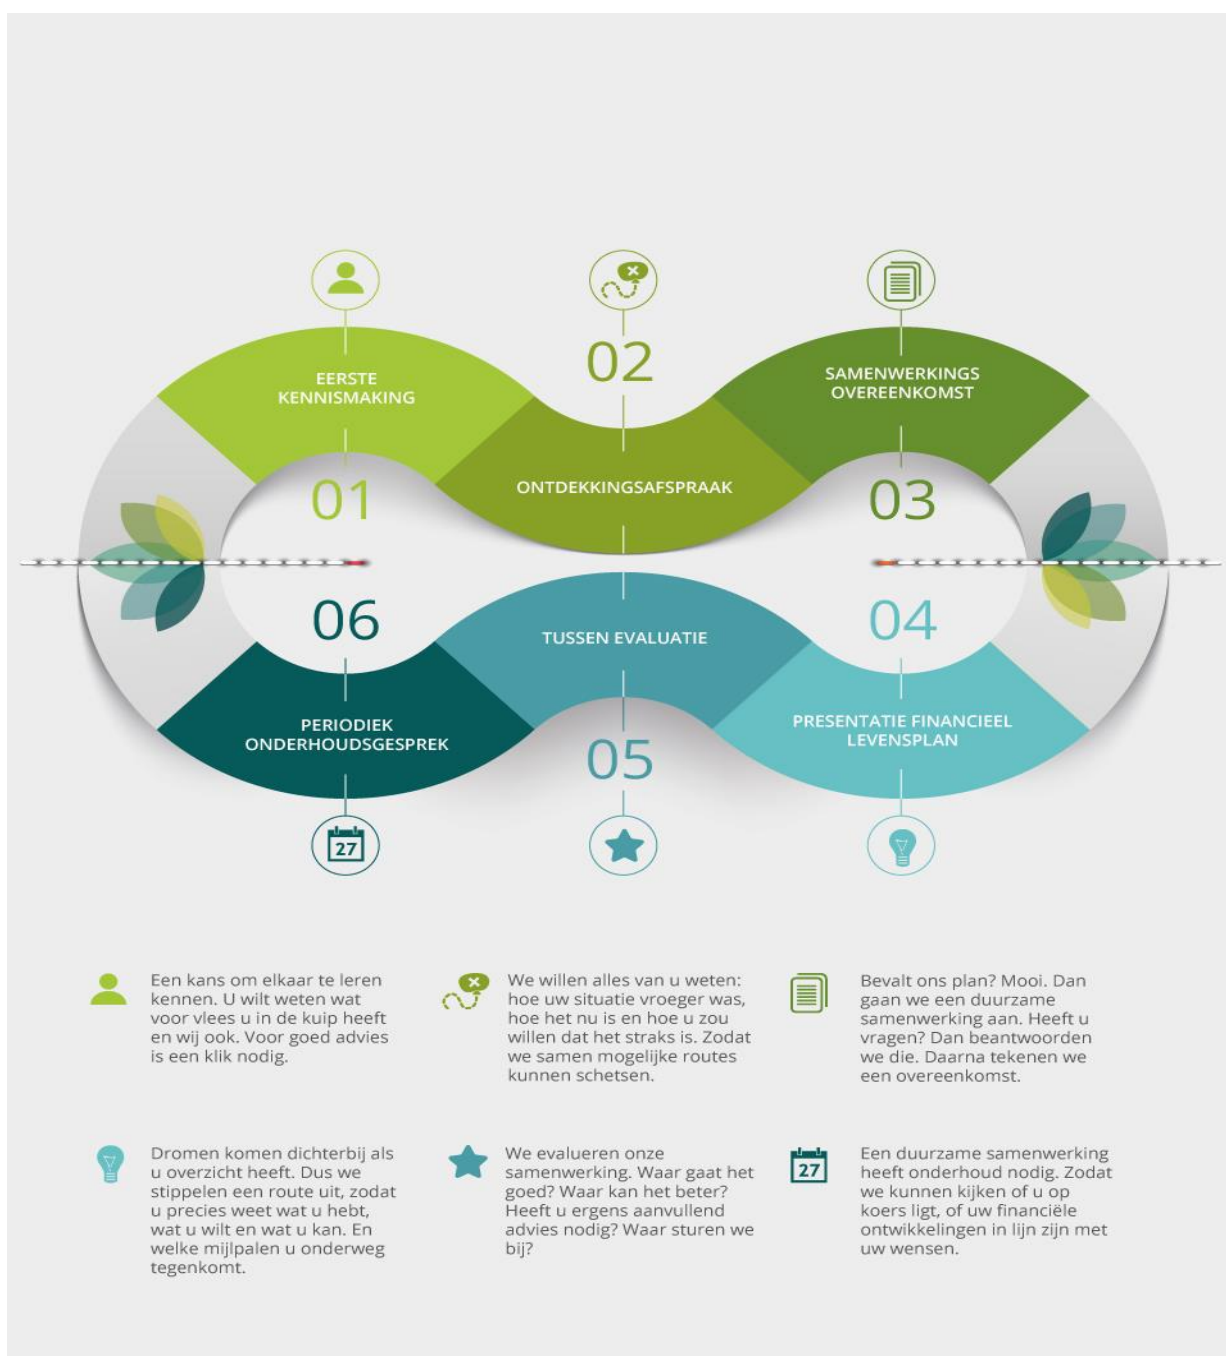 02
EERSTE
KENNISMAKING
SAMENWERKINGS
OVEREENKOMST
ONTDEKKINGSAFSPRAAK
01
03
06
04
TUSSEN EVALUATIE
PERIODIEK
ONDERHOUDSGESPREK
PRESENTATIE FINANCIEEL
LEVENSPLAN
05
27
Een kans om elkaar te leren
kennen. U wilt weten wat
voor vlees u in de kuip heeft
en wij ook. Voor goed advies
is een klik nodig.
We willen alles van u weten:
hoe uw situatie vroeger was,
hoe het nu is en hoe u zou
willen dat het straks is. Zodat
we samen mogelijke routes
kunnen schetsen.
Bevalt ons plan? Mooi. Dan
gaan we een duurzame
samenwerking aan. Heeft u
vragen? Dan beantwoorden
we die. Daarna tekenen we
een overeenkomst.
Dromen komen dichterbij als
u overzicht heeft. Dus we
stippelen een route uit, zodat
u precies weet wat u hebt,
wat u wilt en wat u kan. En
welke mijlpalen u onderweg
tegenkomt.
We evalueren onze
samenwerking. Waar gaat het
goed? Waar kan het beter?
Heeft u ergens aanvullend
advies nodig? Waar sturen we
bij?
27
Een duurzame samenwerking
heeft onderhoud nodig. Zodat
we kunnen kijken of u op
koers ligt, of uw financiële
ontwikkelingen in lijn zijn met
uw wensen.